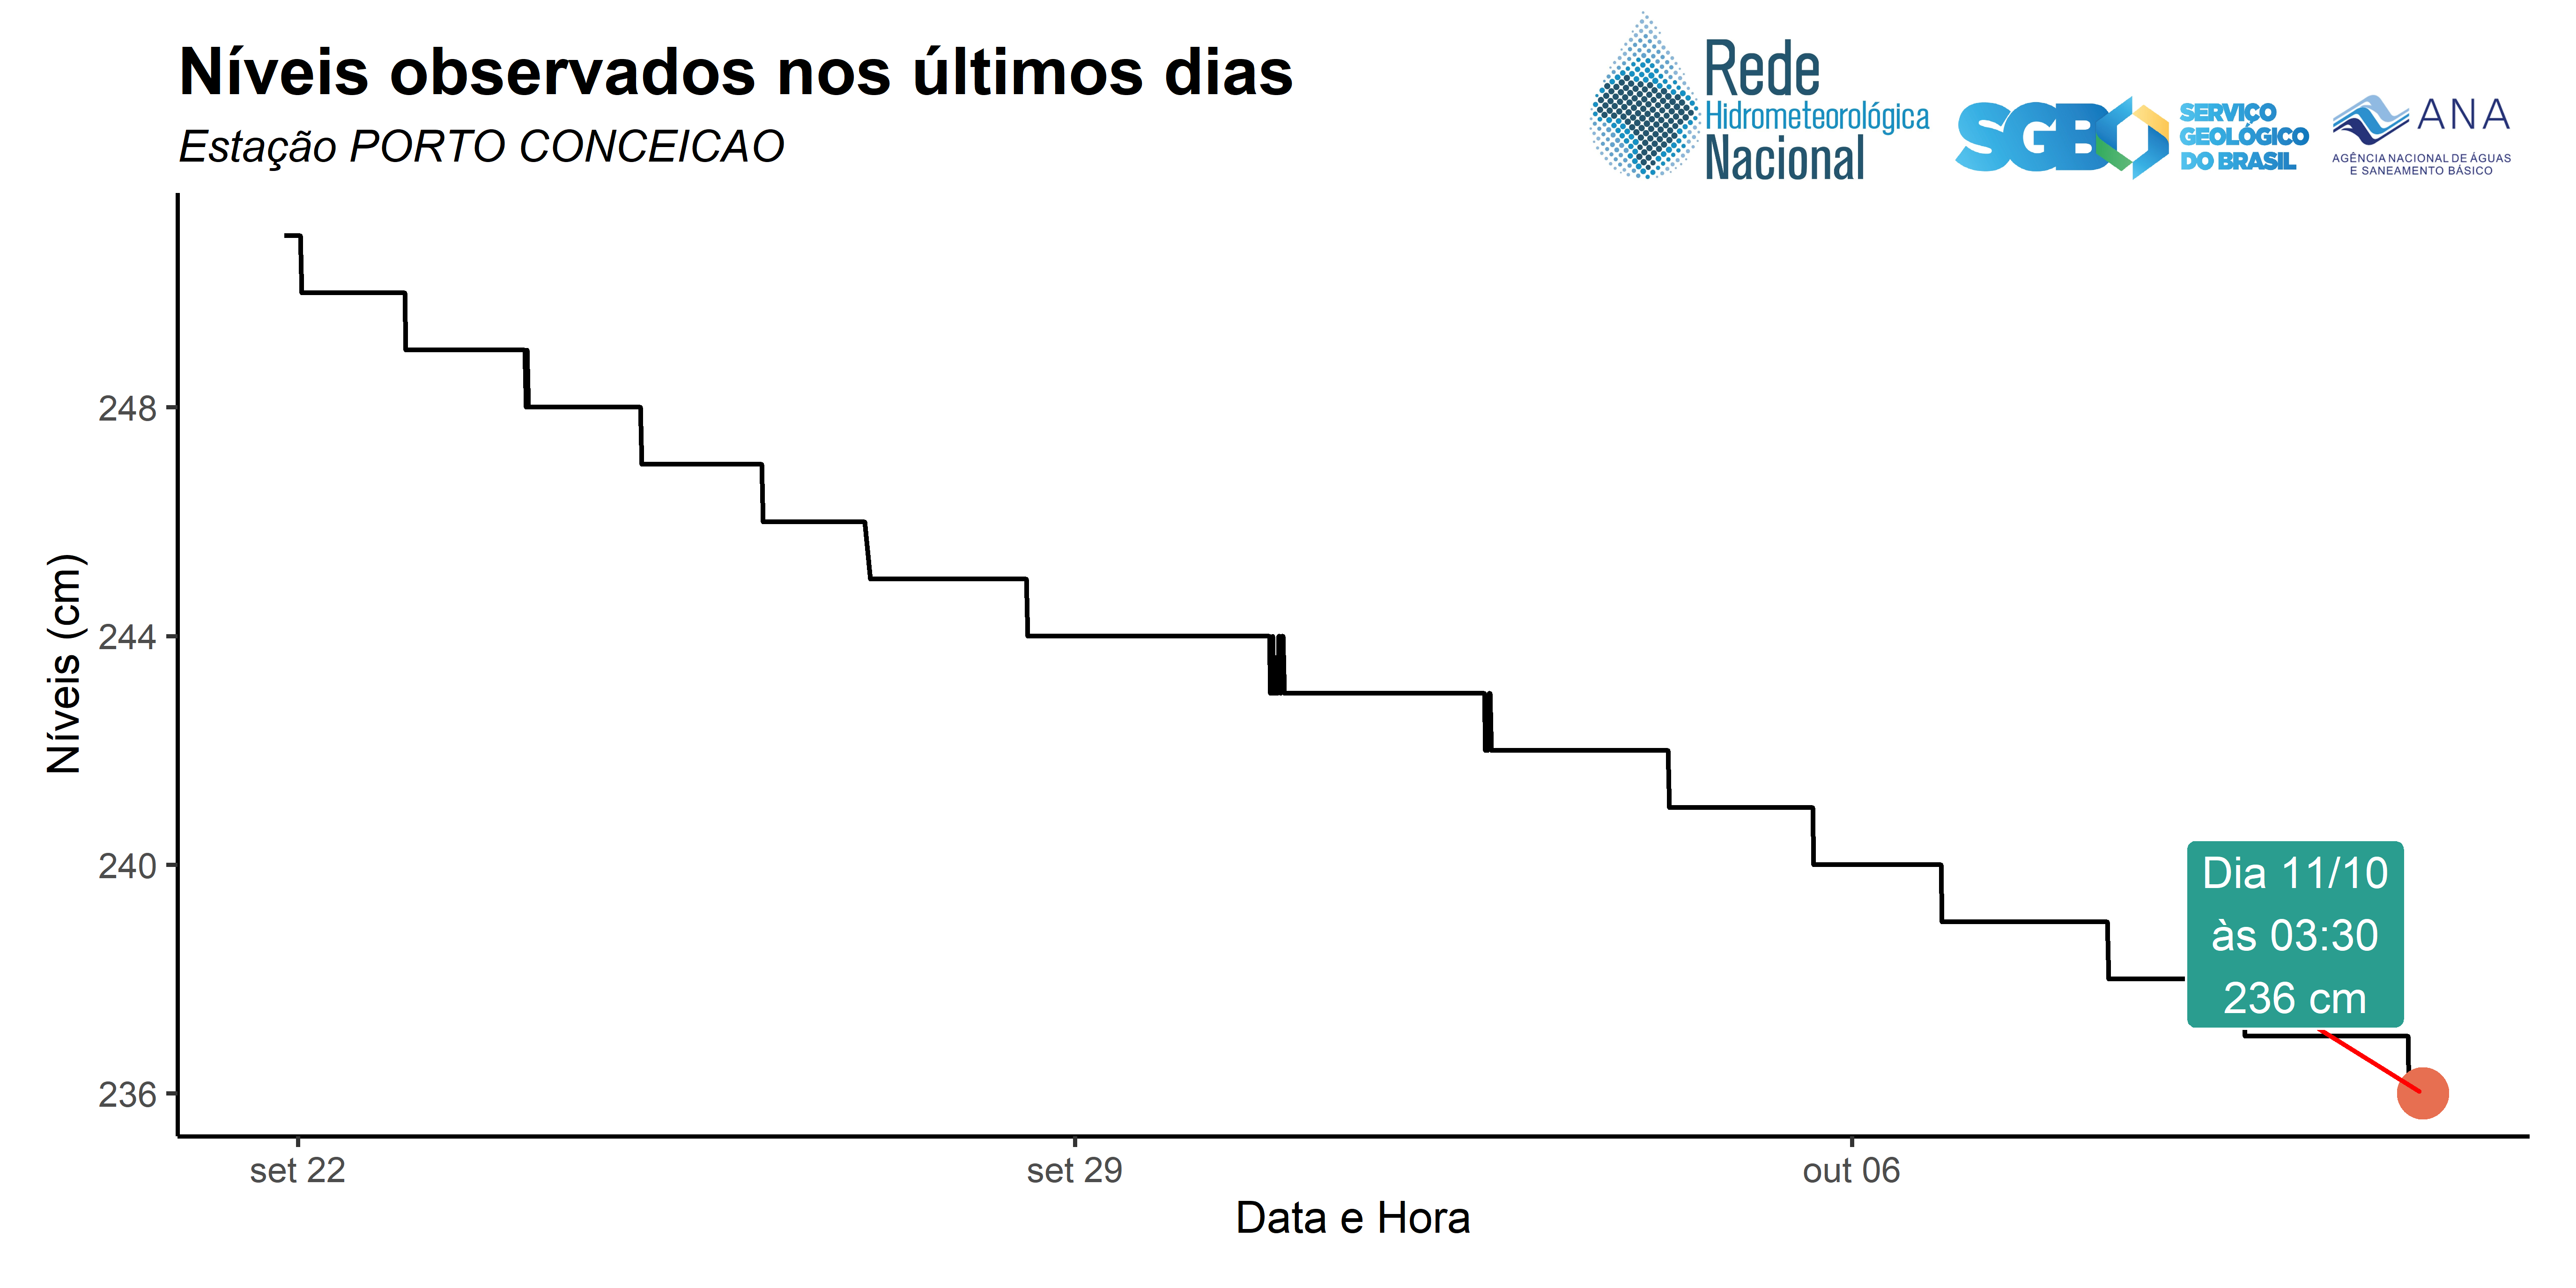 Níveis observados nos últimos dias
Estação PORTO CONCEICAO
Rede
Hidrometeorológica
Nacional
SGB
SERVIÇO
GEOLÓGICO
DO BRASIL
ANA
AGÊNCIA NACIONAL DE ÁGUAS
E SANEAMENTO BÁSICO
Níveis (cm)
248
244
240
236
Dia 11/10
às 03:30
236 cm
set 22
set 29
out 06
Data e Hora